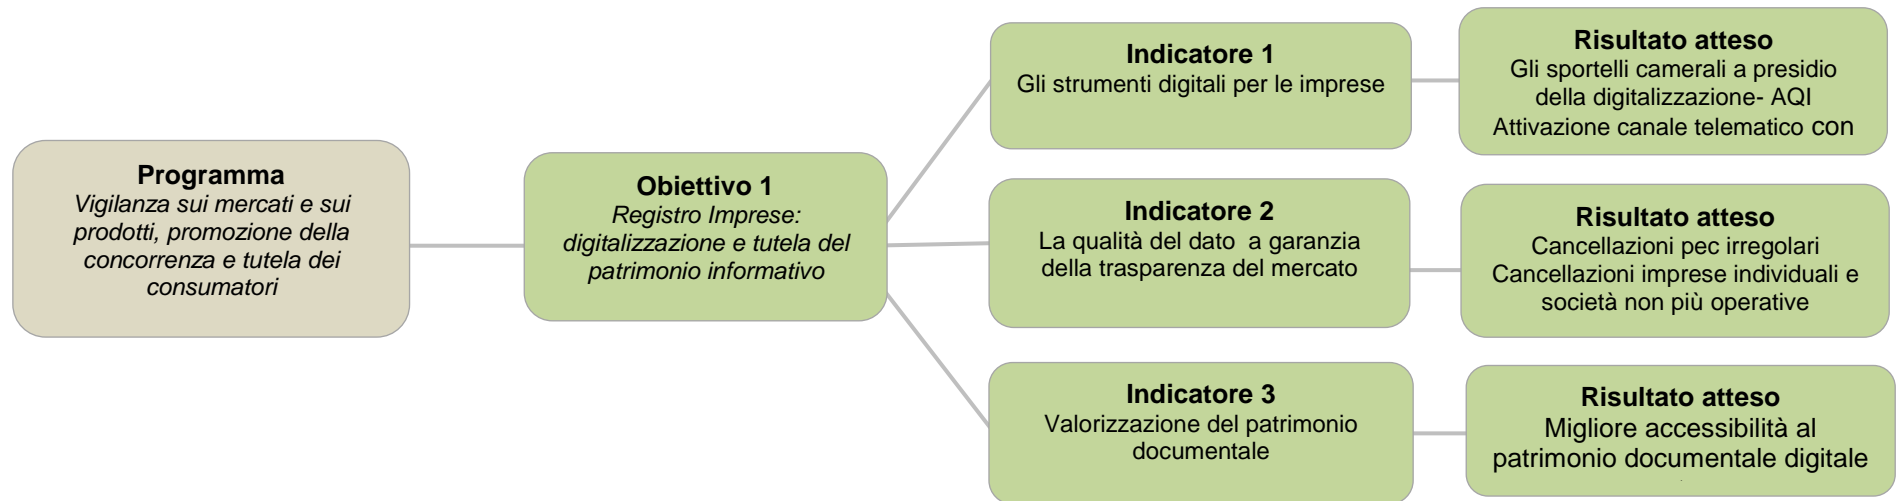 Programma
Vigilanza sui mercati e sui
prodotti, promozione della
concorrenza e tutela dei
consumatori
Obiettivo 1
Registro Imprese:
digitalizzazione e tutela del
patrimonio informativo
Indicatore 1
Gli strumenti digitali per le imprese
Risultato atteso
Gli sportelli camerali a presidio
della digitalizzazione- AQI
Attivazione canale telematico con
Indicatore 2
La qualità del dato  a garanzia
della trasparenza del mercato
Risultato atteso
Cancellazioni pec irregolari
Cancellazioni imprese individuali e
società non più operative
Indicatore 3
Valorizzazione del patrimonio
documentale
Risultato atteso
Migliore accessibilità al
patrimonio documentale digitale